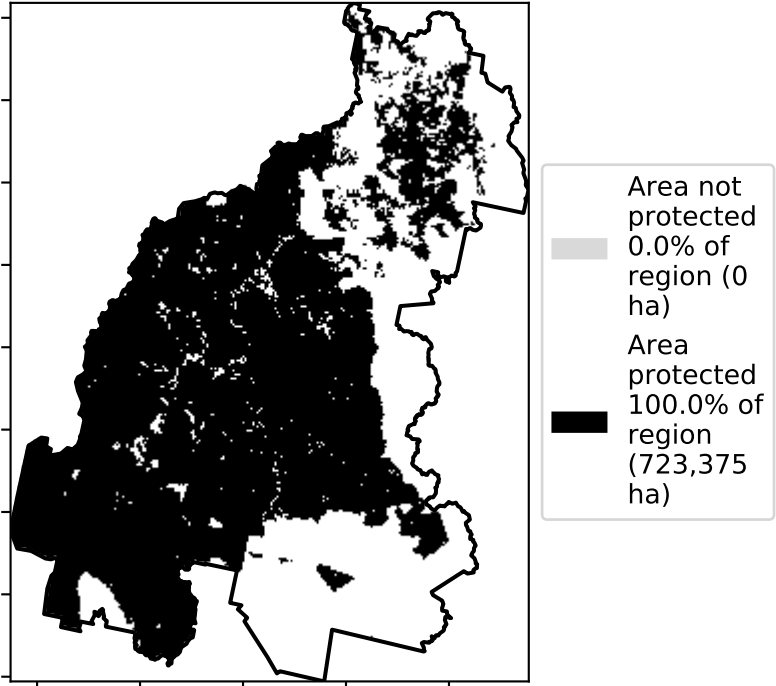 Area not
protected
0.0% of
region (0
ha)
Area
protected
100.0% of
region
(723,375
ha)